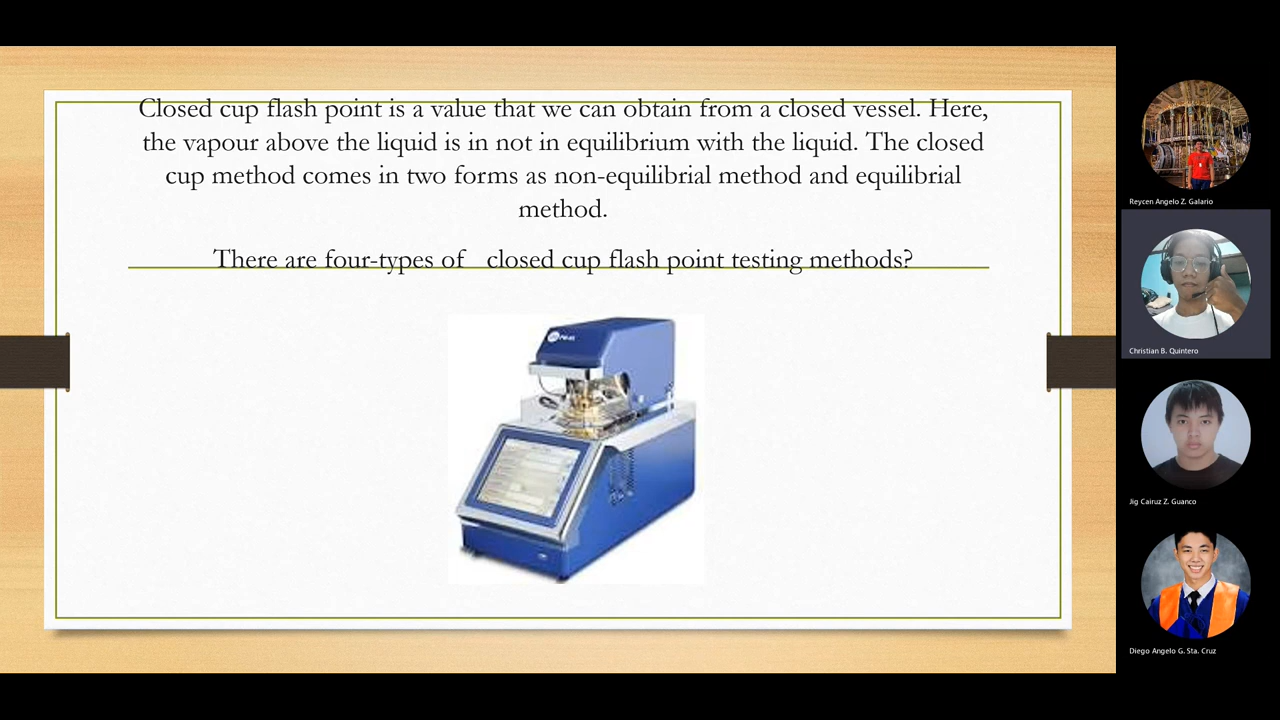 Closed cup flash point is a value that we can obtain from a closed vessel. Here,
the vapour above the liquid is in not in equilibrium with the liquid. The closed
cup method comes in two forms as non-equilibrial method and equilibrial
method.
There are four-types of   closed cup flash point testing methods?
Reycen Angelo Z. Galario
Christian B. Quintero
Jig Cairuz Z. Guanco
Diego Angelo G. Sta. Cruz